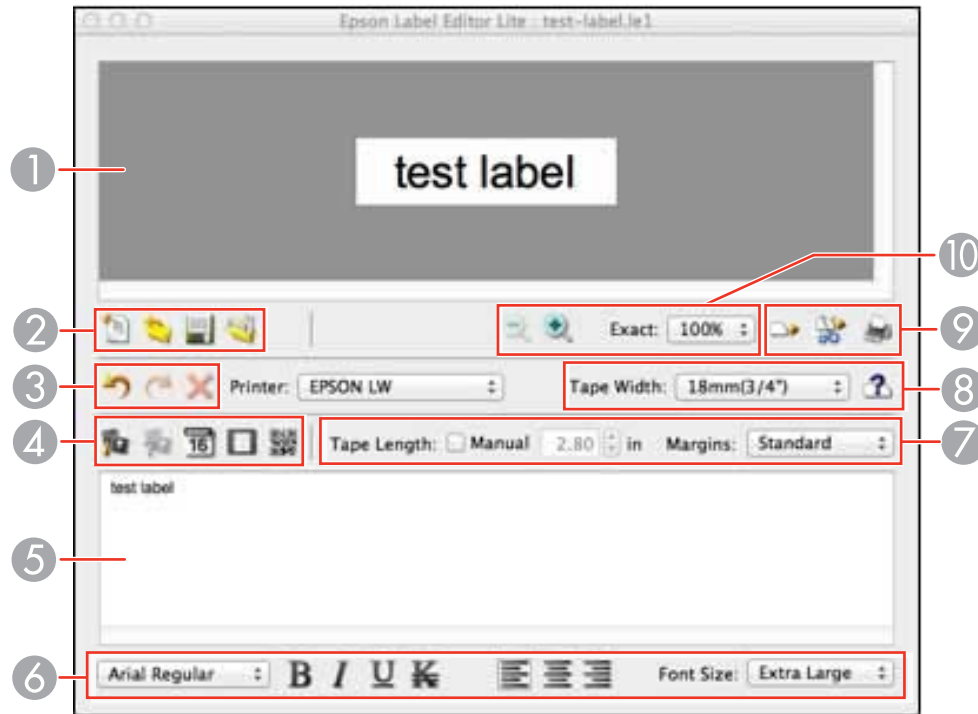 Epson Label Editor Lite : test-label.le1
1
test label
10
2
Exact: 100%
9
3
Printer: EPSON LW
Tape Width: 18mm(3/4")
?
8
4
16
Tape Length: Manual 2.80 in Margins: Standard
7
test label
5
6
Arial Regular B I U K Font Size: Extra Large